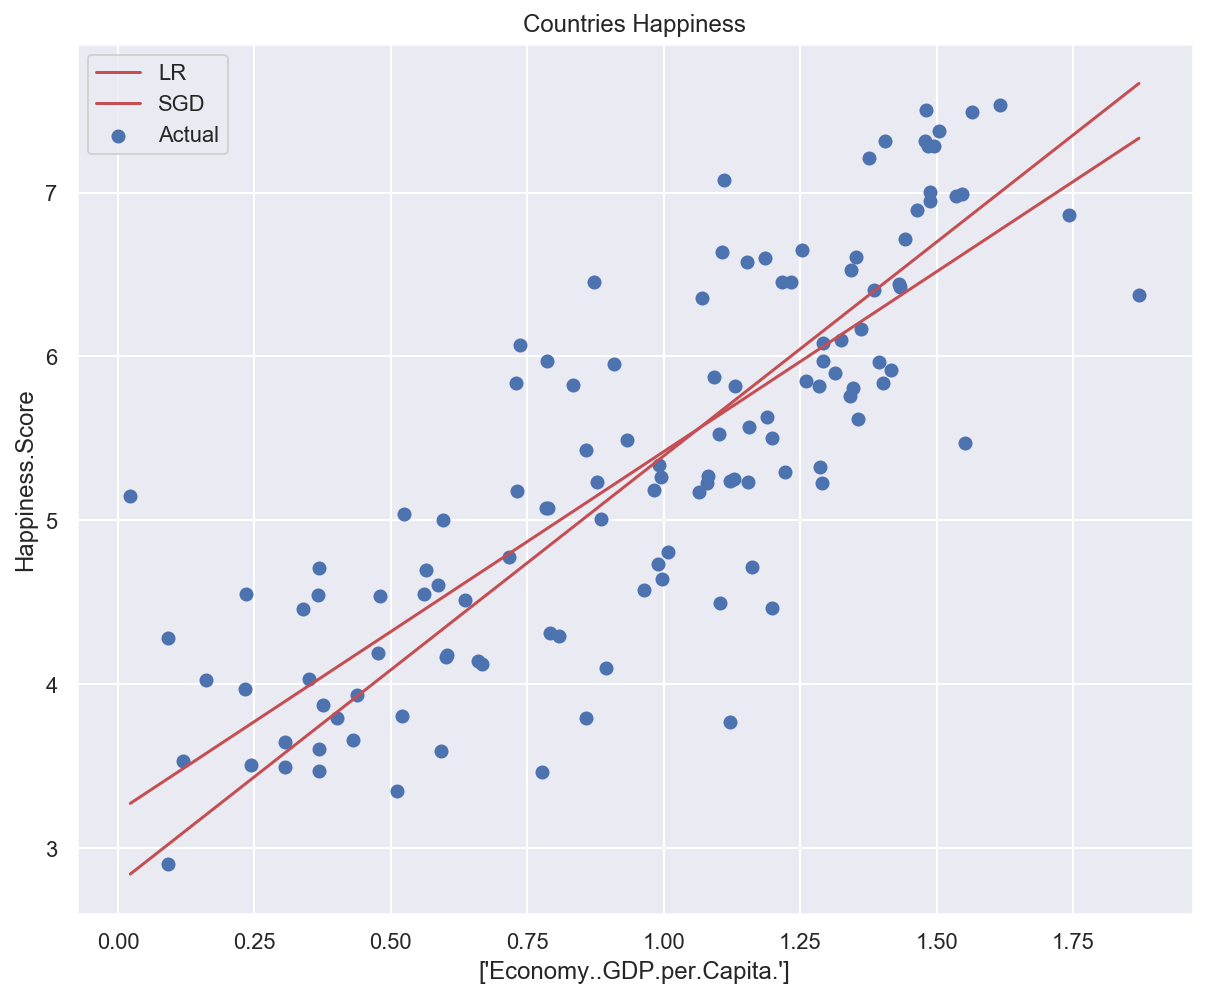 Countries Happiness
LR
SGD
Actual
Happiness.Score
7
6
5
4
3
0.00 0.25 0.50 0.75 1.00 1.25 1.50 1.75
['Economy..GDP.per.Capita.']